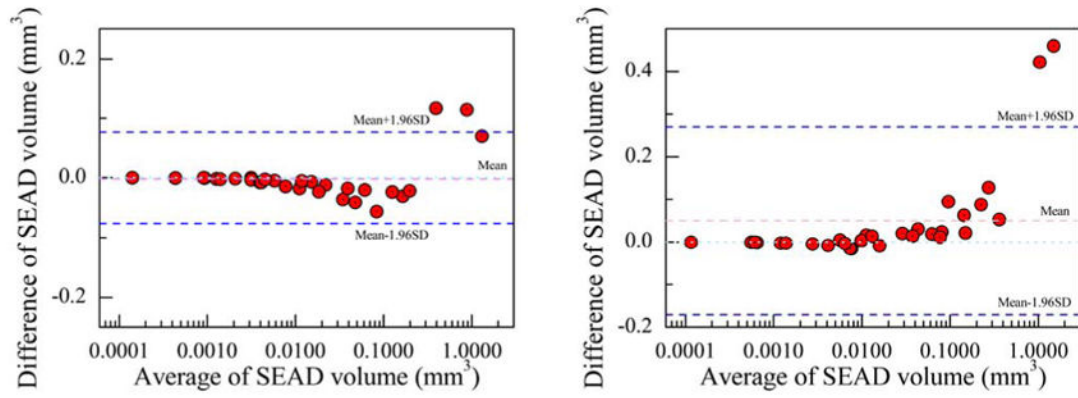 Difference of SEAD volume (mm³)
0.2
0.0
-0.2
Mean+1.96SD
Mean
Mean-1.96SD
0.0001 0.0010 0.0100 0.1000 1.0000
Average of SEAD volume (mm³)
Difference of SEAD volume (mm³)
0.4
0.2
0.0
-0.2
Mean+1.96SD
Mean
Mean-1.96SD
0.0001 0.0010 0.0100 0.1000 1.0000
Average of SEAD volume (mm³)